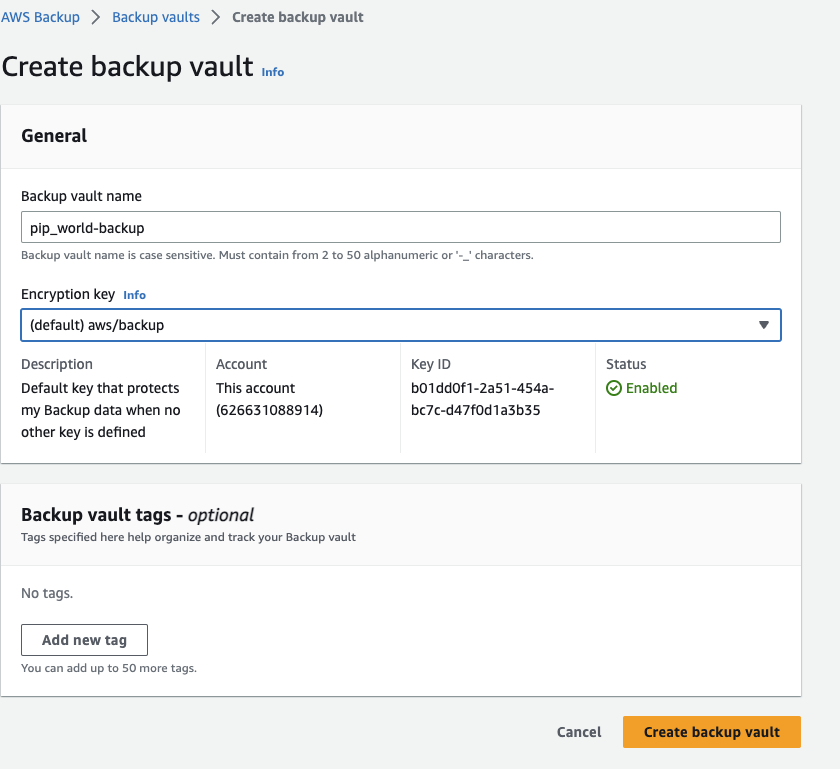 AWS Backup > Backup vaults > Create backup vault
Create backup vault Info
General
Backup vault name
pip_world-backup
Backup vault name is case sensitive. Must contain from 2 to 50 alphanumeric or '-_' characters.
Encryption key Info
(default) aws/backup
Description
Default key that protects
my Backup data when no
other key is defined
Account
This account
(626631088914)
Key ID
b01dd0f1-2a51-454a-
bc7c-d47f0d1a3b35
Status
Enabled
Backup vault tags - optional
Tags specified here help organize and track your Backup vault
No tags.
Add new tag
You can add up to 50 more tags.
Cancel
Create backup vault